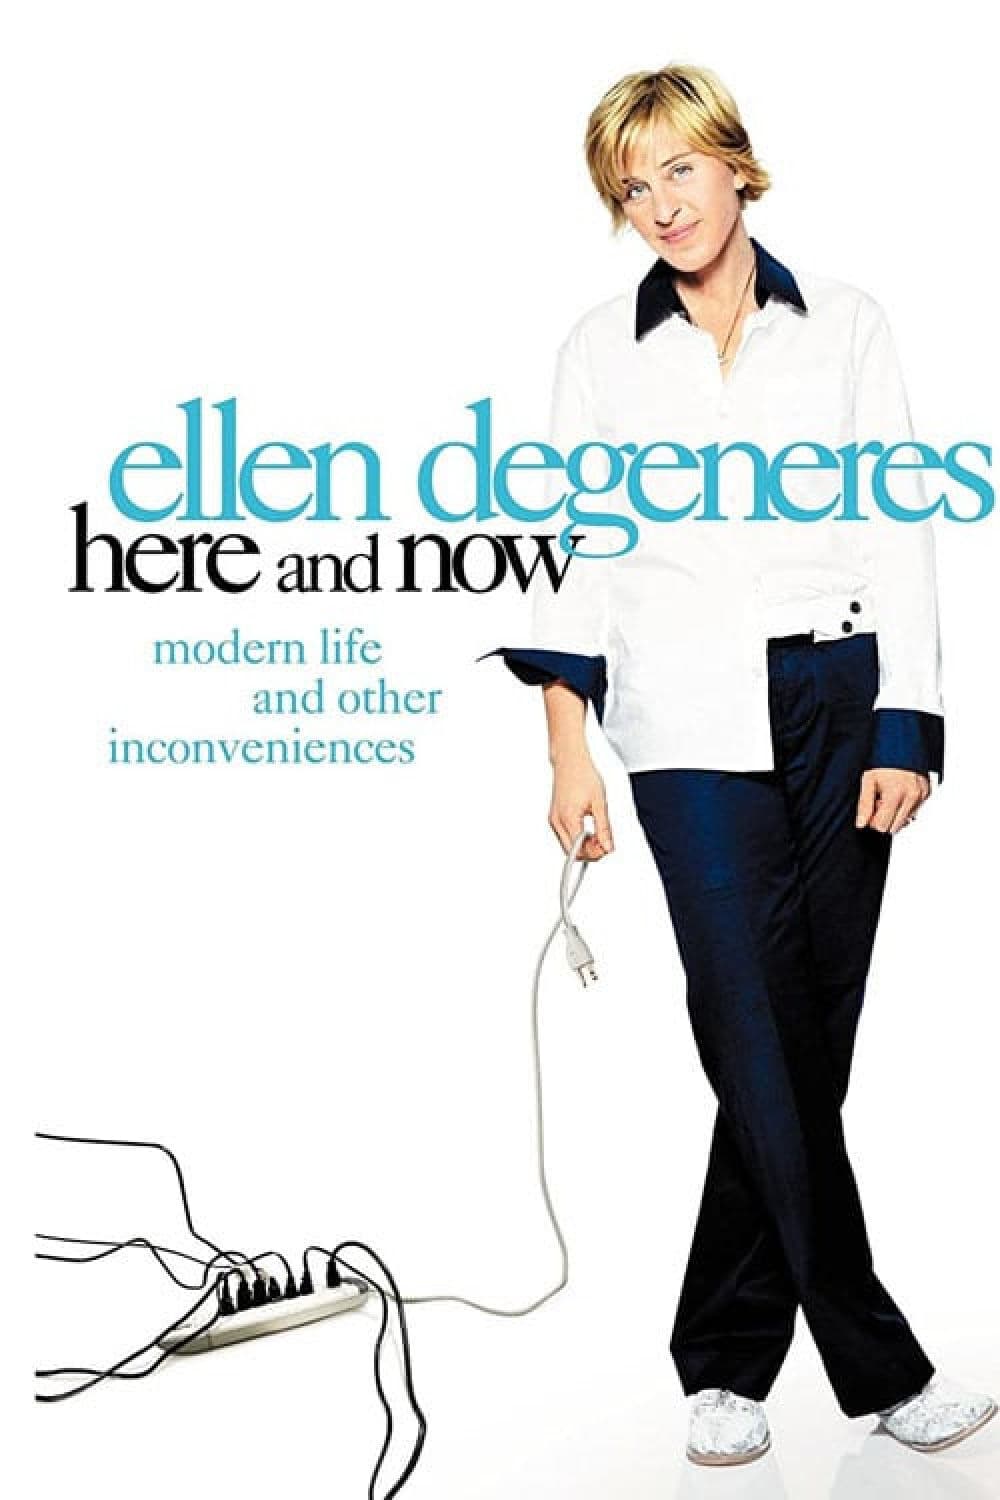 ellen degeneres
here and now
modern life
and other
inconveniences